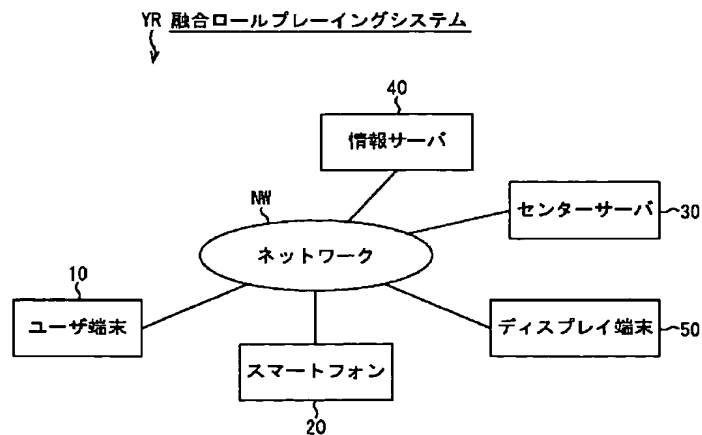 YR 融合ロールプレーイングシステム
40
情報サーバ
NW
センターサーバ 30
ネットワーク
10
ユーザ端末
ディスプレイ端末 50
スマートフォン
20